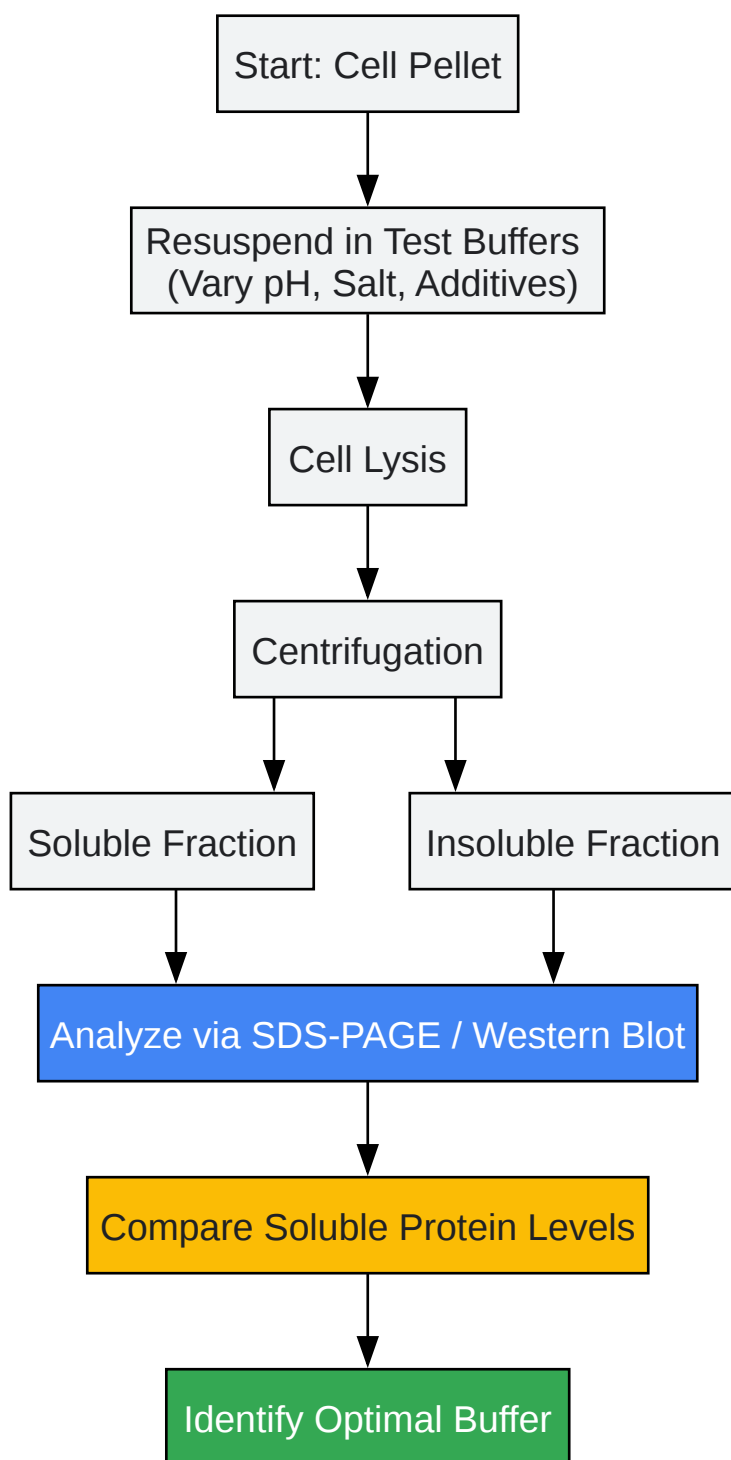 Start: Cell Pellet
Resuspend in Test Buffers
(Vary pH, Salt, Additives)
Cell Lysis
Centrifugation
Soluble Fraction
Insoluble Fraction
Analyze via SDS-PAGE / Western Blot
Compare Soluble Protein Levels
Identify Optimal Buffer